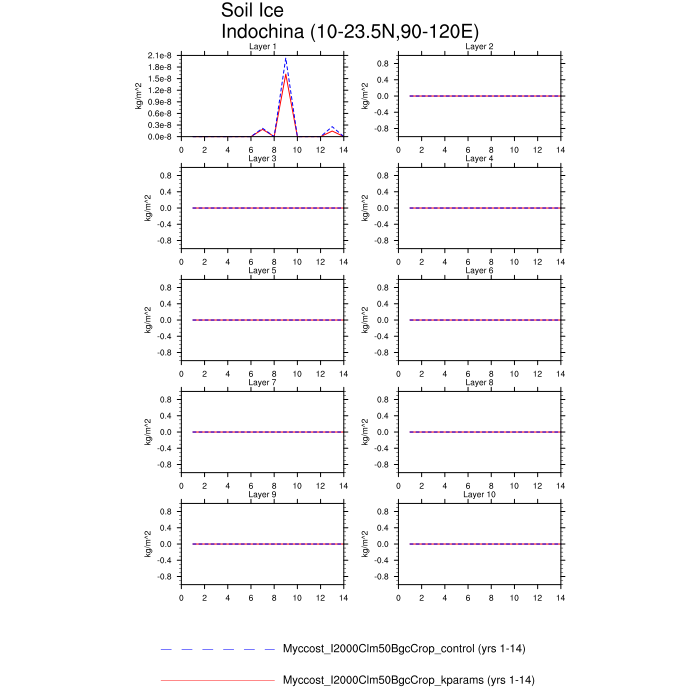 Soil Ice
Indochina (10-23.5N,90-120E)
Layer 1
Layer 2
2.1e-8
1.8e-8
1.5e-8
1.2e-8
0.9e-8
0.6e-8
0.3e-8
0.0e-8
kg/m^2
0 2 4 6 8 10 12 14
0.8
0.4
0.0
-0.4
-0.8
kg/m^2
0 2 4 6 8 10 12 14
Layer 3
Layer 4
0.8
0.4
0.0
-0.4
-0.8
kg/m^2
0 2 4 6 8 10 12 14
0.8
0.4
0.0
-0.4
-0.8
kg/m^2
0 2 4 6 8 10 12 14
Layer 5
Layer 6
0.8
0.4
0.0
-0.4
-0.8
kg/m^2
0 2 4 6 8 10 12 14
0.8
0.4
0.0
-0.4
-0.8
kg/m^2
0 2 4 6 8 10 12 14
Layer 7
Layer 8
0.8
0.4
0.0
-0.4
-0.8
kg/m^2
0 2 4 6 8 10 12 14
0.8
0.4
0.0
-0.4
-0.8
kg/m^2
0 2 4 6 8 10 12 14
Layer 9
Layer 10
0.8
0.4
0.0
-0.4
-0.8
kg/m^2
0 2 4 6 8 10 12 14
0.8
0.4
0.0
-0.4
-0.8
kg/m^2
0 2 4 6 8 10 12 14
Myccost_I2000Clm50BgcCrop_control (yrs 1-14)
Myccost_I2000Clm50BgcCrop_kparams (yrs 1-14)